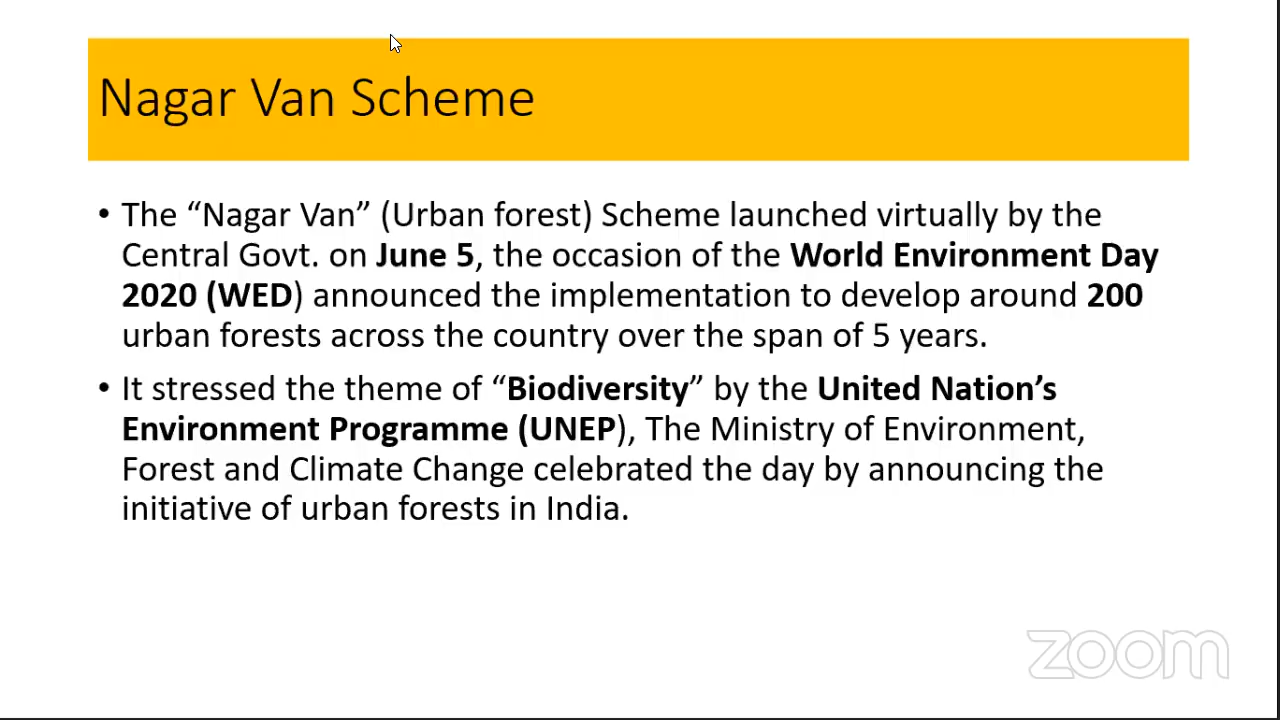 Nagar Van Scheme
• The “Nagar Van” (Urban forest) Scheme launched virtually by the
Central Govt. on June 5, the occasion of the World Environment Day
2020 (WED) announced the implementation to develop around 200
urban forests across the country over the span of 5 years.
• It stressed the theme of “Biodiversity” by the United Nation’s
Environment Programme (UNEP), The Ministry of Environment,
Forest and Climate Change celebrated the day by announcing the
initiative of urban forests in India.
zoom